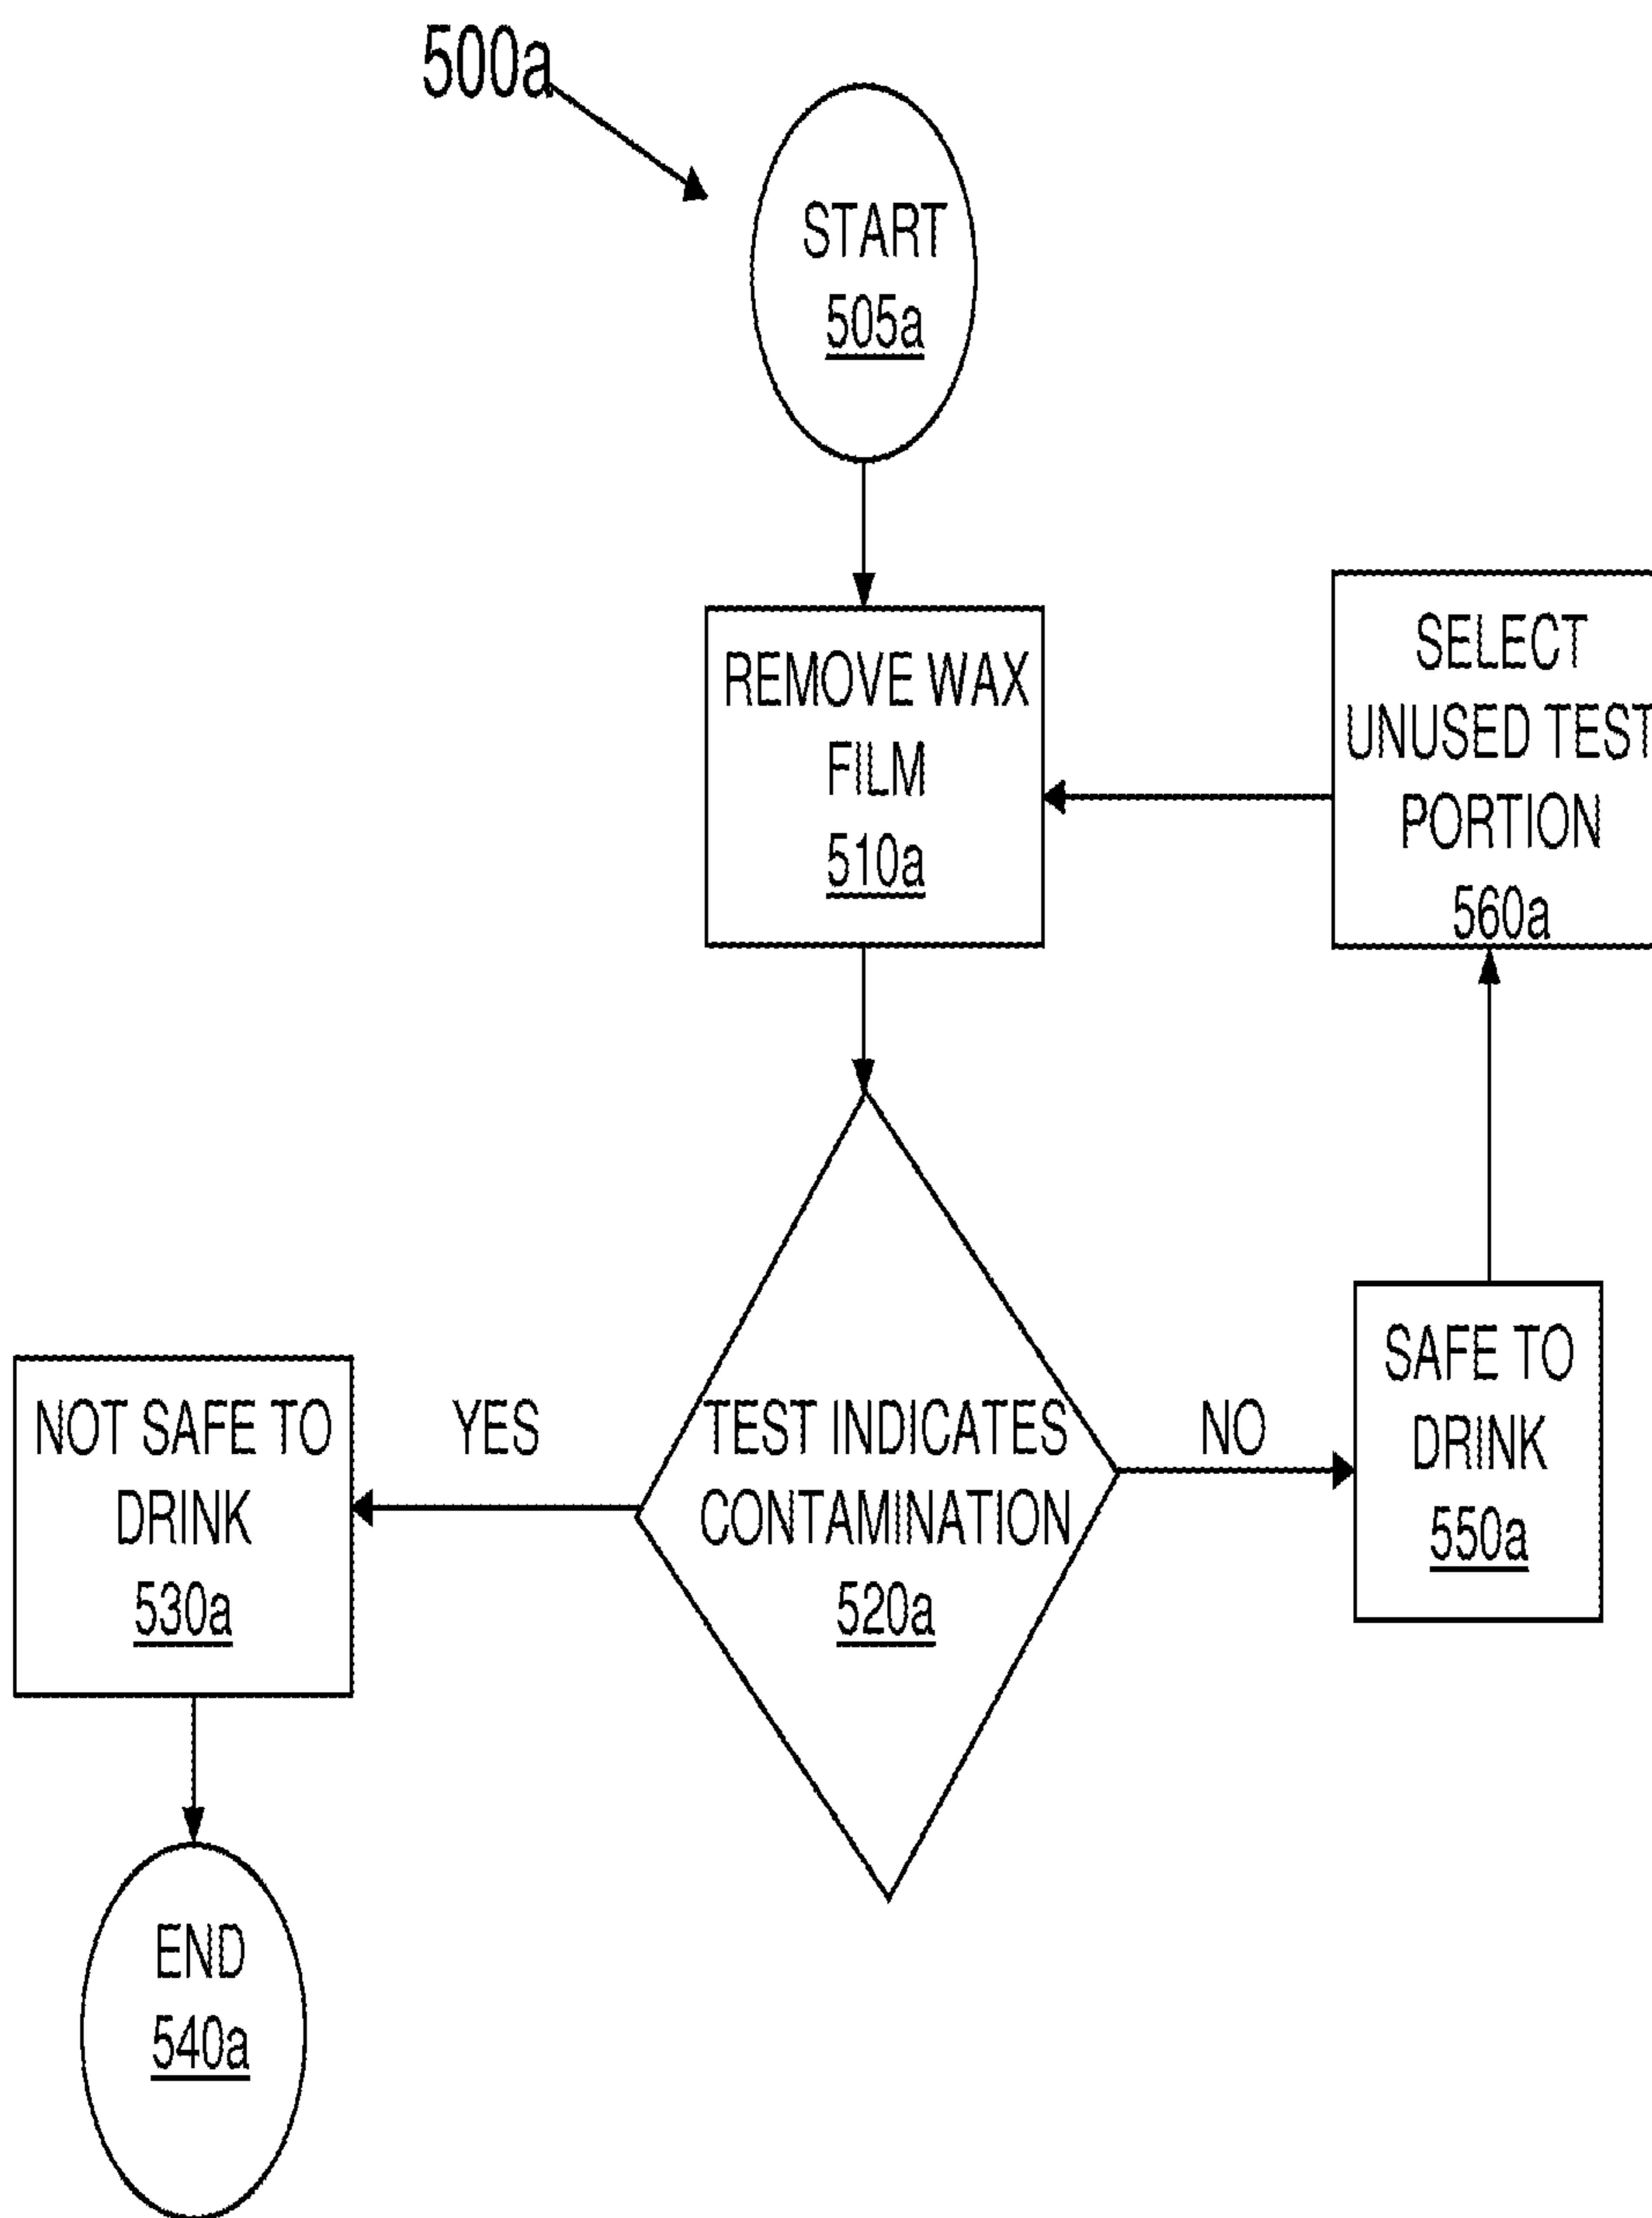 500a
START
505a
REMOVE WAX
FILM
510a
SELECT
UNUSED TEST
PORTION
560a
TEST INDICATES
CONTAMINATION
520a
YES
NO
NOT SAFE TO
DRINK
530a
SAFE TO
DRINK
550a
END
540a